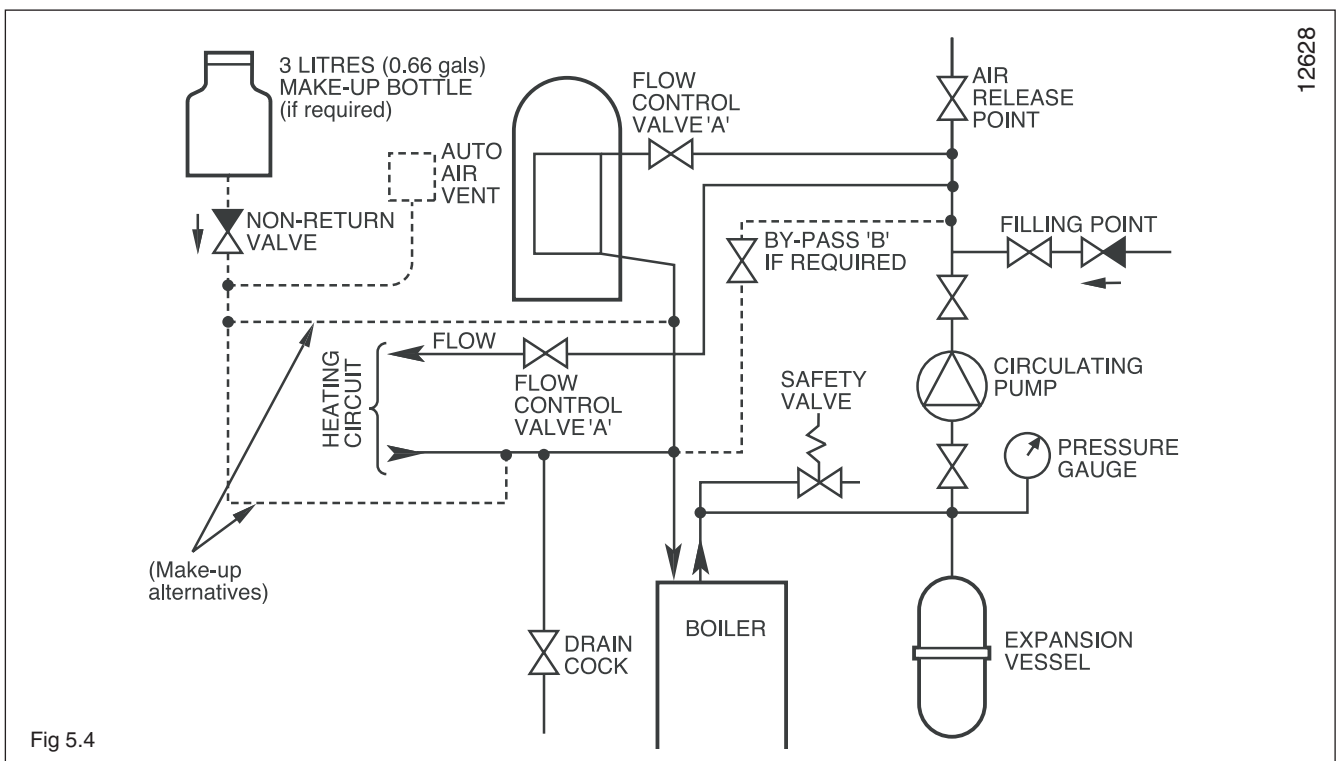 12628
3 LITRES (0.66 gals)
MAKE-UP BOTTLE
(if required)
FLOW
CONTROL
VALVE 'A'
AIR
RELEASE
POINT
AUTO
AIR
VENT
NON-RETURN
VALVE
BY-PASS 'B'
IF REQUIRED
FILLING POINT
FLOW
HEATING
CIRCUIT
FLOW
CONTROL
VALVE 'A'
SAFETY
VALVE
CIRCULATING
PUMP
PRESSURE
GAUGE
(Make-up
alternatives)
BOILER
DRAIN
COCK
EXPANSION
VESSEL
Fig 5.4